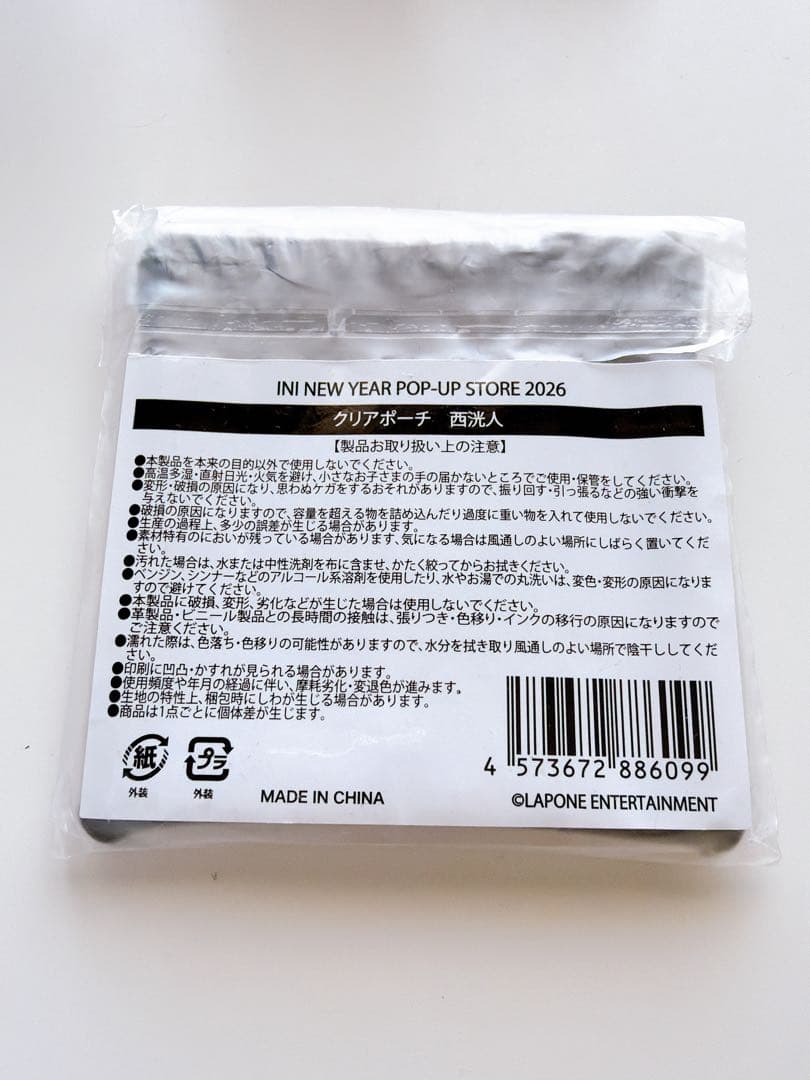 INI NEW YEAR POP-UP STORE 2026
クリアポーチ 西洸人
【製品お取り扱い上の注意】
●本製品を本来の目的以外で使用しないでください。
●高温多湿・直射日光・火気を避け、小さなお子さまの手の届かないところでご使用・保管をしてください。
●変形・破損の原因になり、思わぬケガをするおそれがありますので、振り回す・引っ張るなどの強い衝撃を
与えないでください。
●破損の原因になりますので、容量を超える物を詰め込んだり過度に重い物を入れて使用しないでください。
●生産の過程上、多少の誤差が生じる場合があります。
●素材特有のにおいが残っている場合があります、気になる場合は風通しのよい場所にしばらく置いてくだ
さい。
●汚れた場合は、水または中性洗剤を布に含ませ、かたく絞ってからお拭きください。
●ベンジン、シンナーなどのアルコール系溶剤を使用したり、水やお湯での丸洗いは、変色・変形の原因になりま
すので避けてください。
●本製品に破損、変形、劣化などが生じた場合は使用しないでください。
●革製品・ビニール製品との長時間の接触は、張りつき・色移り・インクの移行の原因になりますので
ご注意ください。
●濡れた際は、色落ち・色移りの可能性がありますので、水分を拭き取り風通しのよい場所で陰干ししてくだ
さい。
●印刷に凹凸・かすれが見られる場合があります。
●使用頻度や年月の経過に伴い、摩耗劣化・変退色が進みます。
●生地の特性上、梱包時にしわが生じる場合があります。
●商品は1点ごとに個体差が生じます。
紙 プラ
外装 外装
MADE IN CHINA
4 573672 886099
©LAPONE ENTERTAINMENT